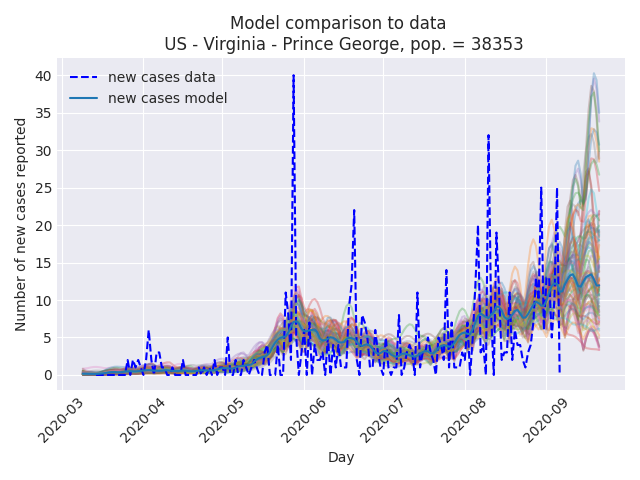 Model comparison to data
US - Virginia - Prince George, pop. = 38353
new cases data
new cases model
Number of new cases reported
40
35
30
25
20
15
10
5
0
2020-03
2020-04
2020-05
2020-06
2020-07
2020-08
2020-09
Day